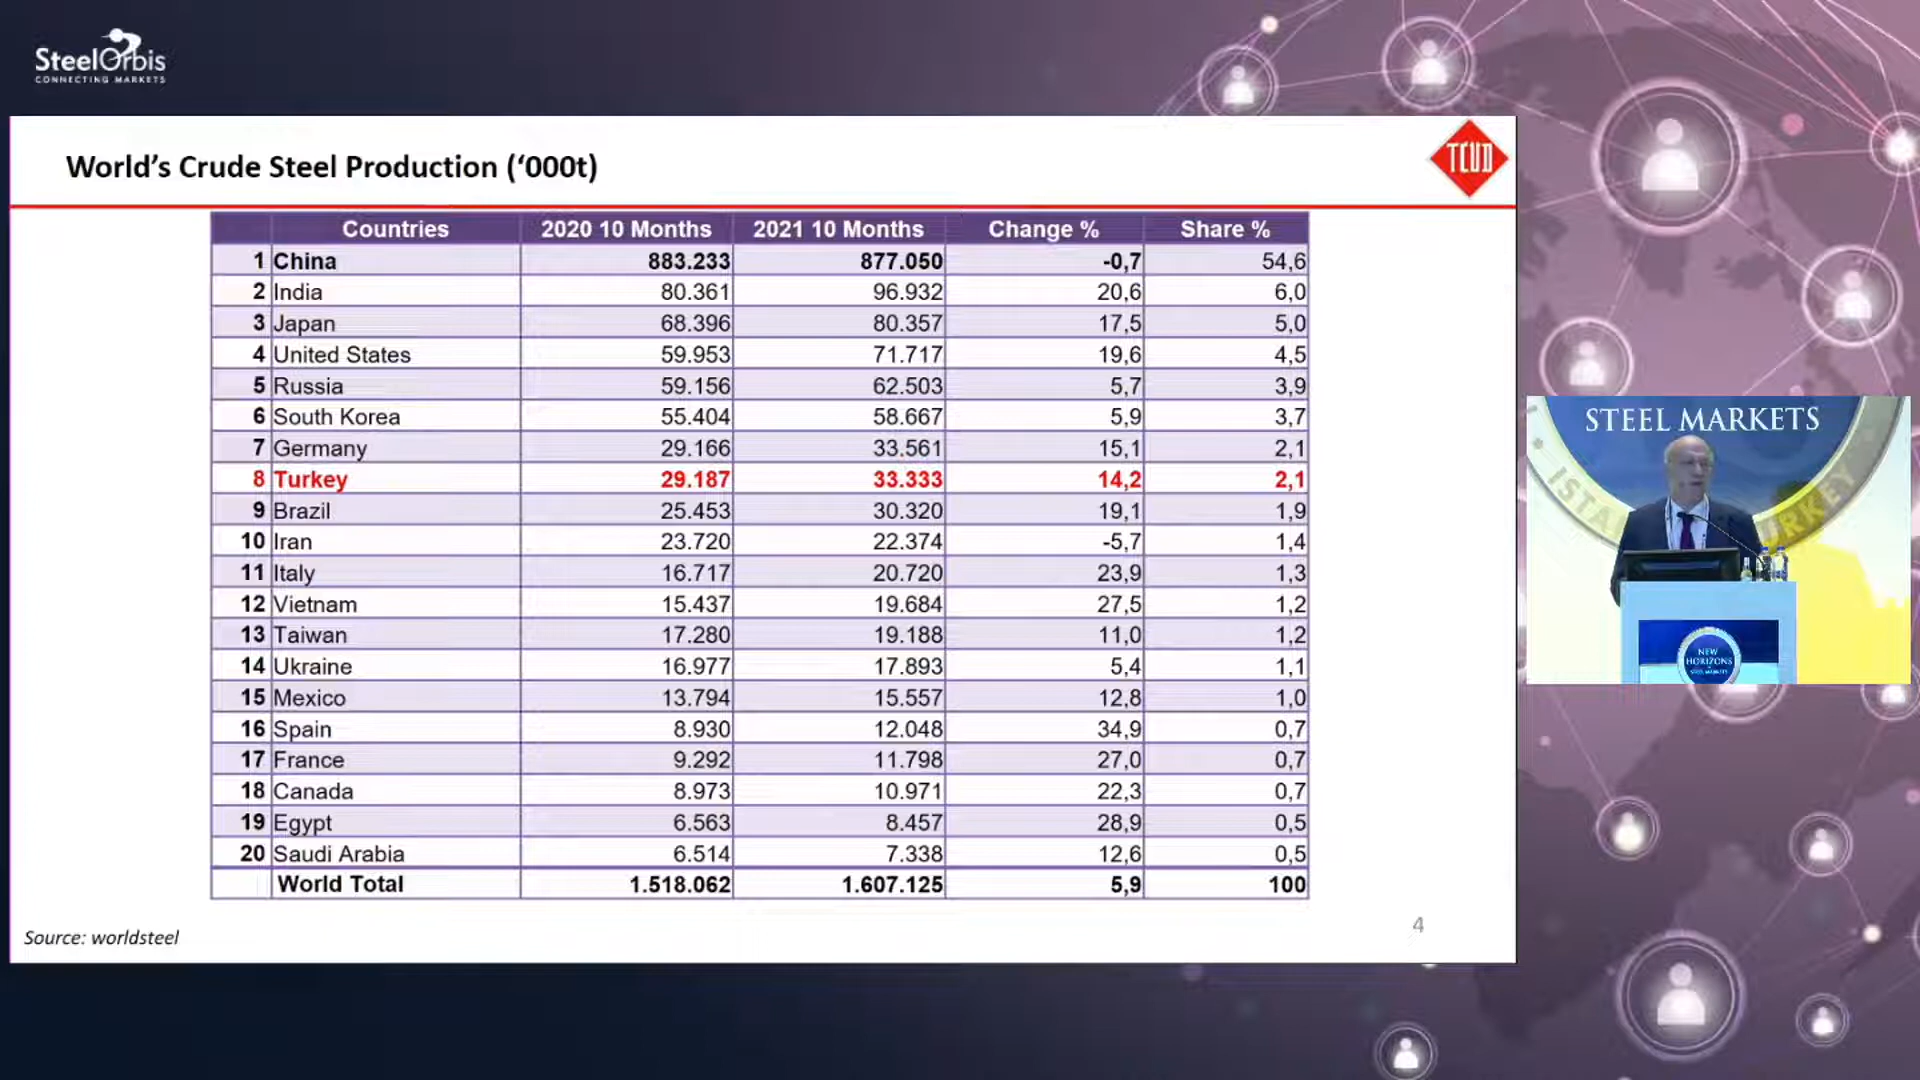 SteelOrbis
CONNECTING MARKETS
World's Crude Steel Production ('000t)
TCUD
Countries 2020 10 Months 2021 10 Months Change % Share %
1 China 883.233 877.050 -0,7 54,6
2 India 80.361 96.932 20,6 6,0
3 Japan 68.396 80.357 17,5 5,0
4 United States 59.953 71.717 19,6 4,5
5 Russia 59.156 62.503 5,7 3,9
6 South Korea 55.404 58.667 5,9 3,7
7 Germany 29.166 33.561 15,1 2,1
8 Turkey 29.187 33.333 14,2 2,1
9 Brazil 25.453 30.320 19,1 1,9
10 Iran 23.720 22.374 -5,7 1,4
11 Italy 16.717 20.720 23,9 1,3
12 Vietnam 15.437 19.684 27,5 1,2
13 Taiwan 17.280 19.188 11,0 1,2
14 Ukraine 16.977 17.893 5,4 1,1
15 Mexico 13.794 15.557 12,8 1,0
16 Spain 8.930 12.048 34,9 0,7
17 France 9.292 11.798 27,0 0,7
18 Canada 8.973 10.971 22,3 0,7
19 Egypt 6.563 8.457 28,9 0,5
20 Saudi Arabia 6.514 7.338 12,6 0,5
World Total 1.518.062 1.607.125 5,9 100
Source: worldsteel
4
STEEL MARKETS
NEW
HORIZONS
STEEL MARKETS